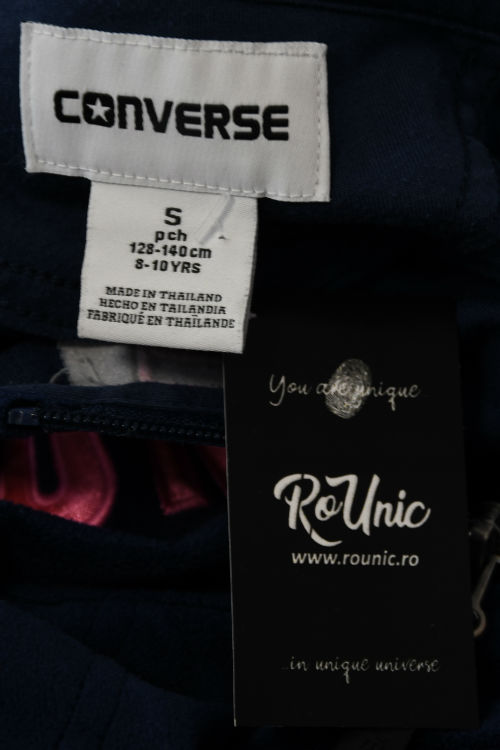 CONVERSE
S
pch
128-140cm
8-10YRS
MADE IN THAILAND
HECHO EN TAILANDIA
FABRIQUÉ EN THAÏLANDE
You are unique
RoUnic
www.rounic.ro
...in unique universe